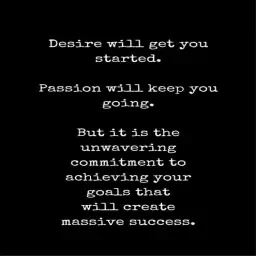 Desire will get you
started.
Passion will keep you
going.
But it is the
unwavering
commitment to
achieving your
goals that
will create
massive success.